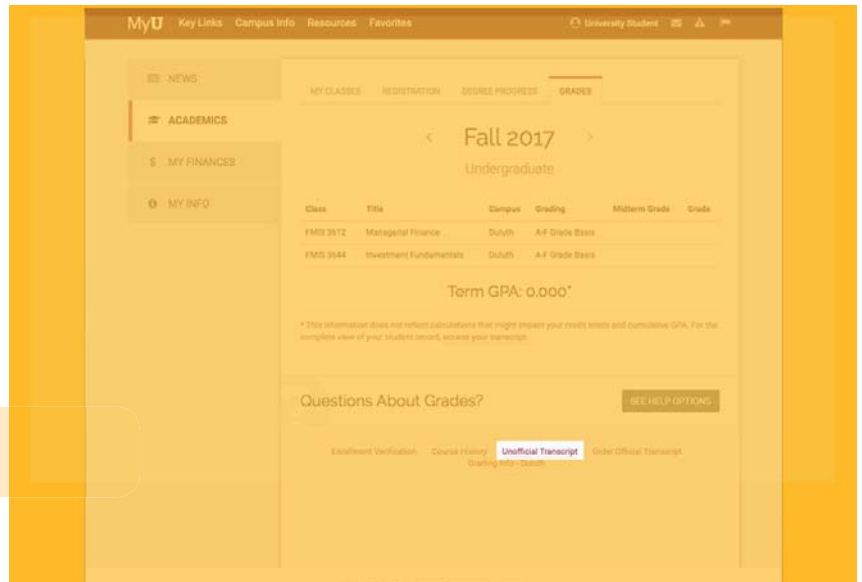 MyU Key Links Campus Info Resources Favorites University Student
NEWS
ACADEMICS
$ MY FINANCES
MY INFO
MY CLASSES REGISTRATION DEGREE PROGRESS GRADES
< Fall 2017 >
Undergraduate
Class Title Campus Grading Midterm Grade Grade
FMIS 3612 Managerial Finance Duluth A-F Grade Basis
FMIS 3644 Investment Fundamentals Duluth A-F Grade Basis
Term GPA: 0.000*
* This information does not reflect calculations that might impact your credit totals and cumulative GPA. For the
complete view of your student record, access your transcript.
Questions About Grades? SEE HELP OPTIONS
Enrollment Verification Course History Unofficial Transcript Order Official Transcript
Grading Info - Duluth